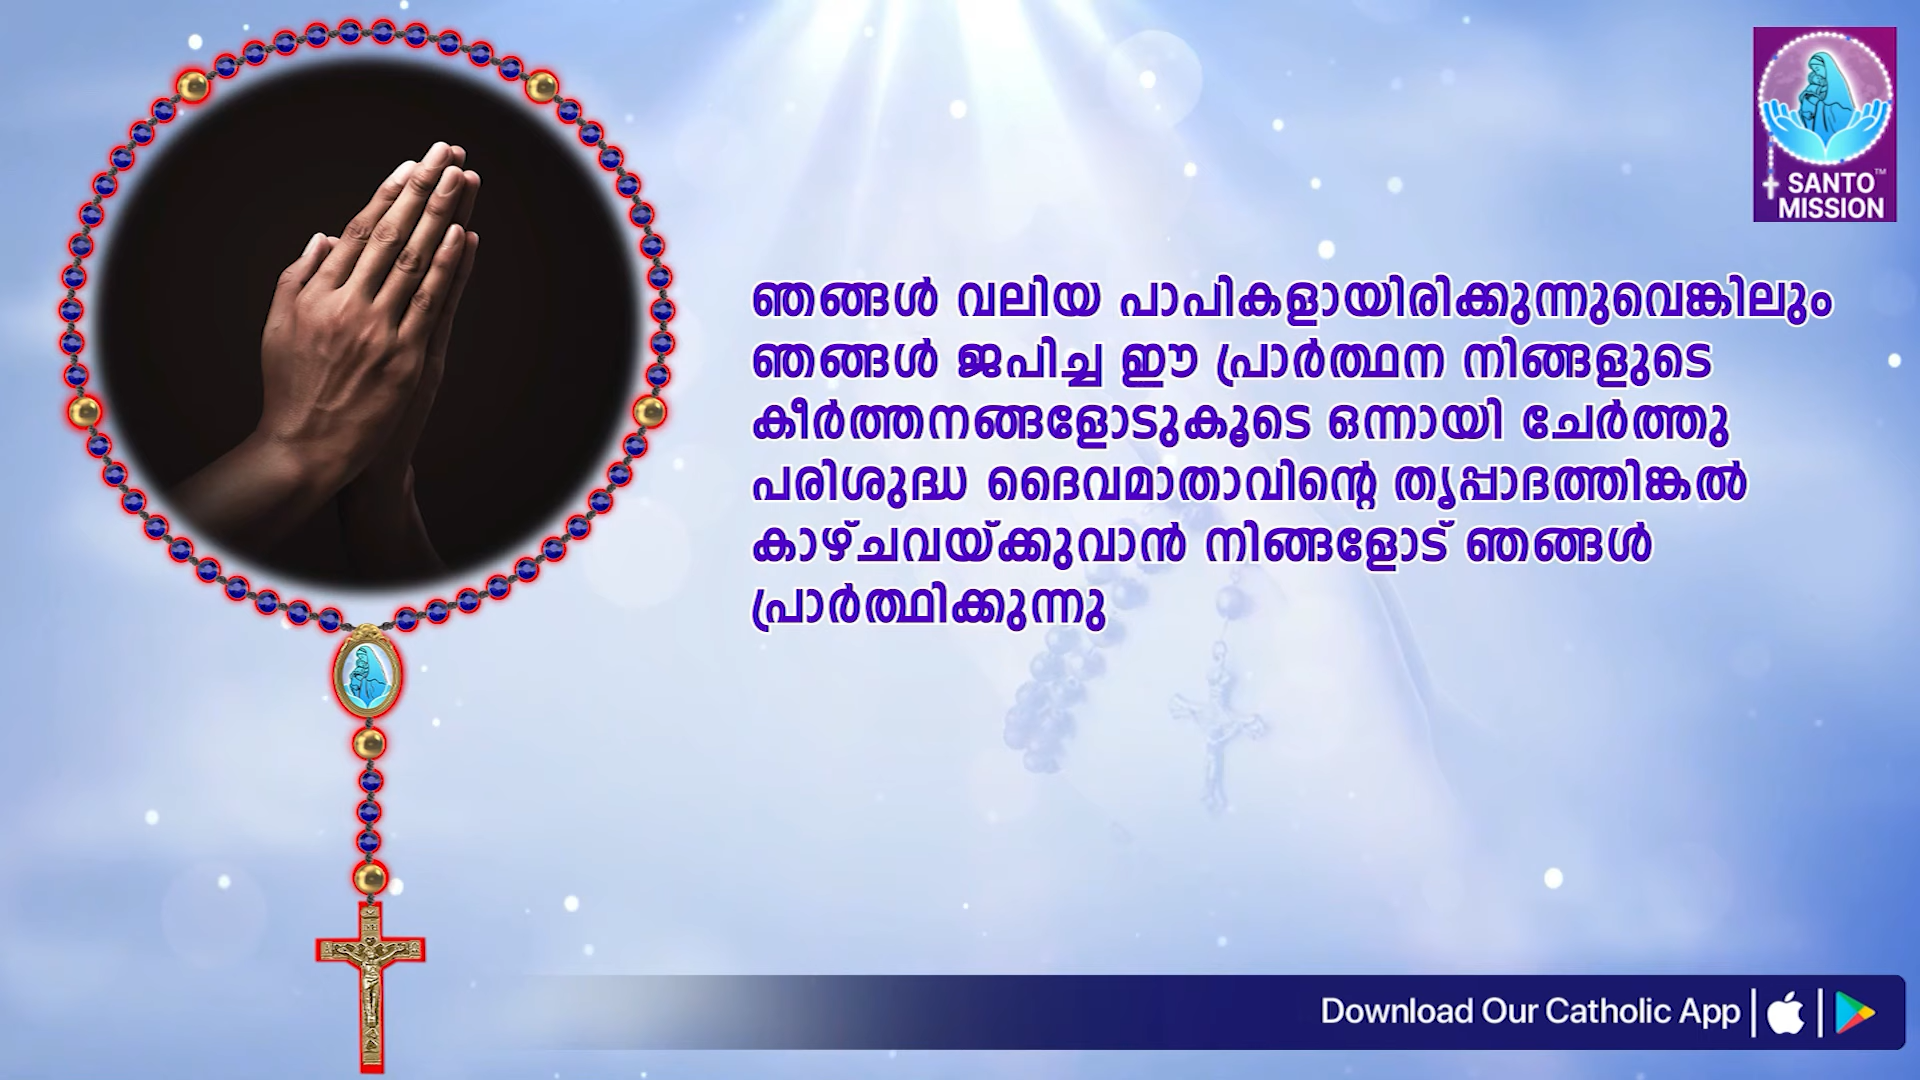 SANTO™
MISSION
ഞങ്ങൾ വലിയ പാപികളായിരിക്കുന്നുവെങ്കിലും
ഞങ്ങൾ ജപിച്ച ഈ പ്രാർത്ഥന നിങ്ങളുടെ
കീർത്തനങ്ങളോടുകൂടെ ഒന്നായി ചേർത്തു
പരിശുദ്ധ ദൈവമാതാവിന്റെ തൃപ്പാദത്തിങ്കൽ
കാഴ്ചവയ്ക്കുവാൻ നിങ്ങളോട് ഞങ്ങൾ
പ്രാർത്ഥിക്കുന്നു
Download Our Catholic App